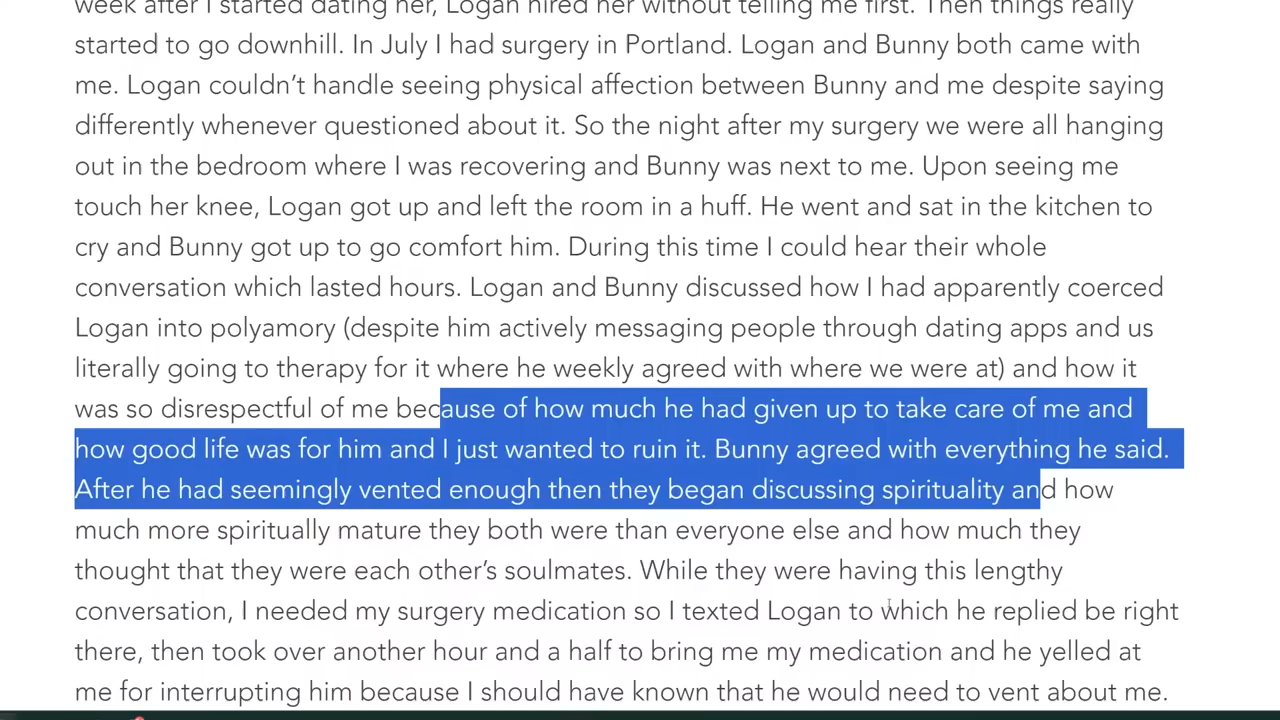 week after I started dating her, Logan hired her without telling me first. Then things really
started to go downhill. In July I had surgery in Portland. Logan and Bunny both came with
me. Logan couldn’t handle seeing physical affection between Bunny and me despite saying
differently whenever questioned about it. So the night after my surgery we were all hanging
out in the bedroom where I was recovering and Bunny was next to me. Upon seeing me
touch her knee, Logan got up and left the room in a huff. He went and sat in the kitchen to
cry and Bunny got up to go comfort him. During this time I could hear their whole
conversation which lasted hours. Logan and Bunny discussed how I had apparently coerced
Logan into polyamory (despite him actively messaging people through dating apps and us
literally going to therapy for it where he weekly agreed with where we were at) and how it
was so disrespectful of me because of how much he had given up to take care of me and
how good life was for him and I just wanted to ruin it. Bunny agreed with everything he said.
After he had seemingly vented enough then they began discussing spirituality and how
much more spiritually mature they both were than everyone else and how much they
thought that they were each other’s soulmates. While they were having this lengthy
conversation, I needed my surgery medication so I texted Logan to which he replied be right
there, then took over another hour and a half to bring me my medication and he yelled at
me for interrupting him because I should have known that he would need to vent about me.